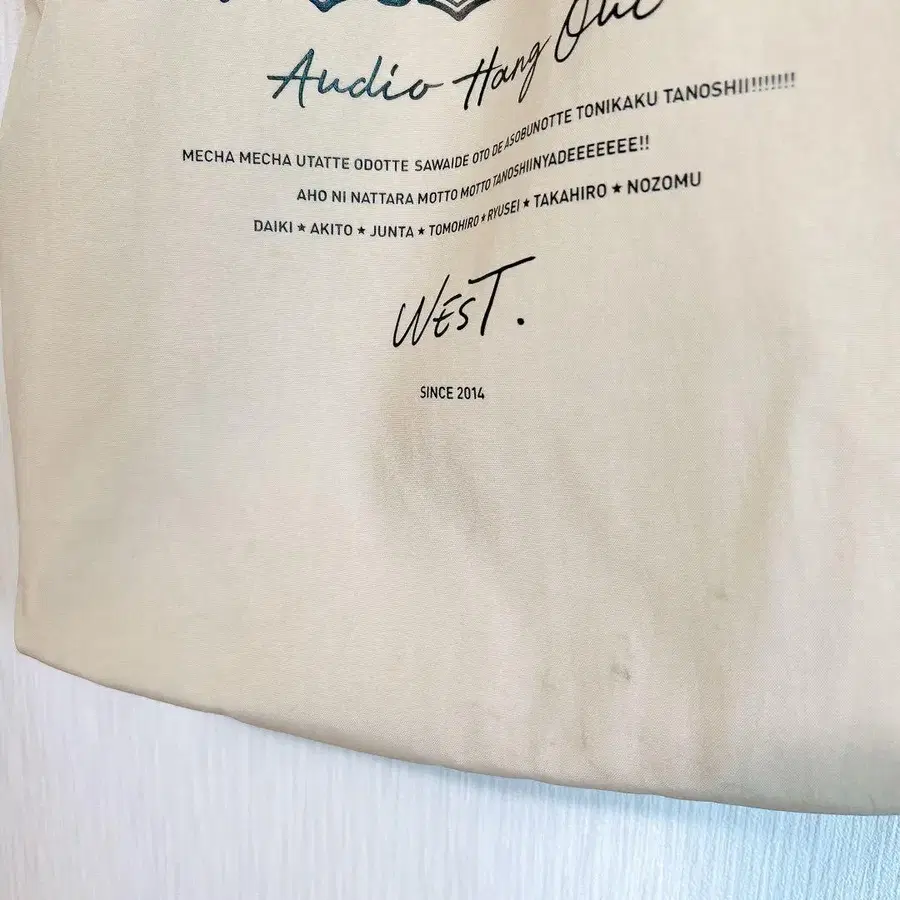 Audio Hang Out
MECHA MECHA UTATTE ODOTTE SAWAIDE OTO DE ASOBUNOTTE TONIKAKU TANOSHII!!!!!!!
AHO NI NATTARA MOTTO MOTTO TANOSHIINYADEEEEEEE!!
DAIKI ★ AKITO ★ JUNTA ★ TOMOHIRO ★ RYUSEI ★ TAKAHIRO ★ NOZOMU
WEST.
SINCE 2014